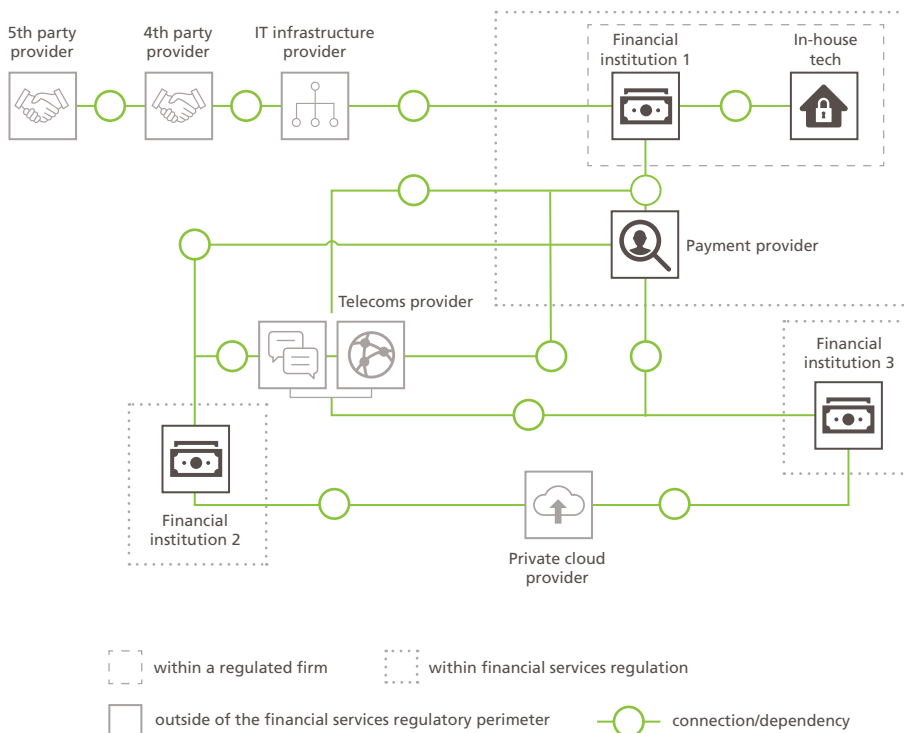 5th party
provider
4th party
provider
IT infrastructure
provider
Financial
institution 1
In-house
tech
Payment provider
Telecoms provider
Financial
institution 3
Financial
institution 2
Private cloud
provider
within a regulated firm
within financial services regulation
outside of the financial services regulatory perimeter
connection/dependency